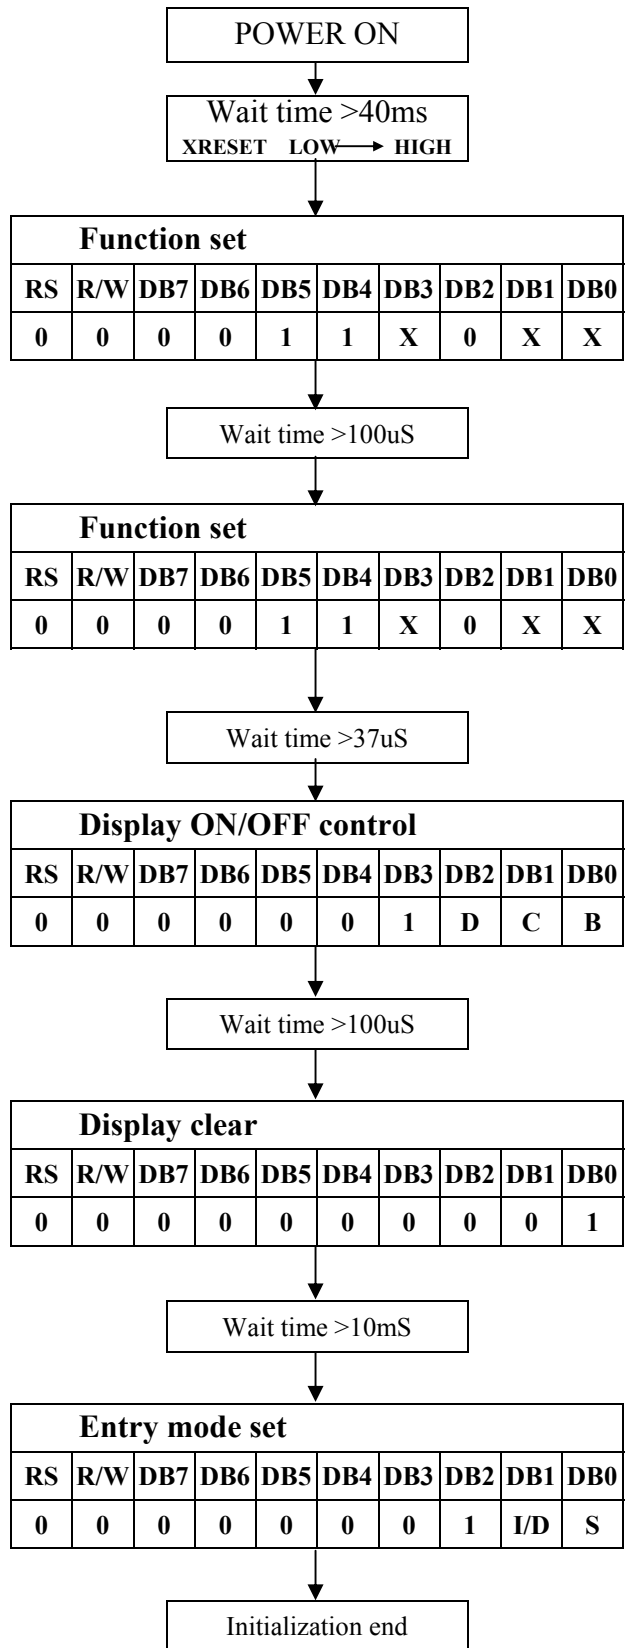 POWER ON
Wait time >40ms
XRESET LOW → HIGH
Function set
RS R/W DB7 DB6 DB5 DB4 DB3 DB2 DB1 DB0
0 0 0 0 1 1 X 0 X X
Wait time >100uS
Function set
RS R/W DB7 DB6 DB5 DB4 DB3 DB2 DB1 DB0
0 0 0 0 1 1 X 0 X X
Wait time >37uS
Display ON/OFF control
RS R/W DB7 DB6 DB5 DB4 DB3 DB2 DB1 DB0
0 0 0 0 0 0 1 D C B
Wait time >100uS
Display clear
RS R/W DB7 DB6 DB5 DB4 DB3 DB2 DB1 DB0
0 0 0 0 0 0 0 0 0 1
Wait time >10mS
Entry mode set
RS R/W DB7 DB6 DB5 DB4 DB3 DB2 DB1 DB0
0 0 0 0 0 0 0 1 I/D S
Initialization end